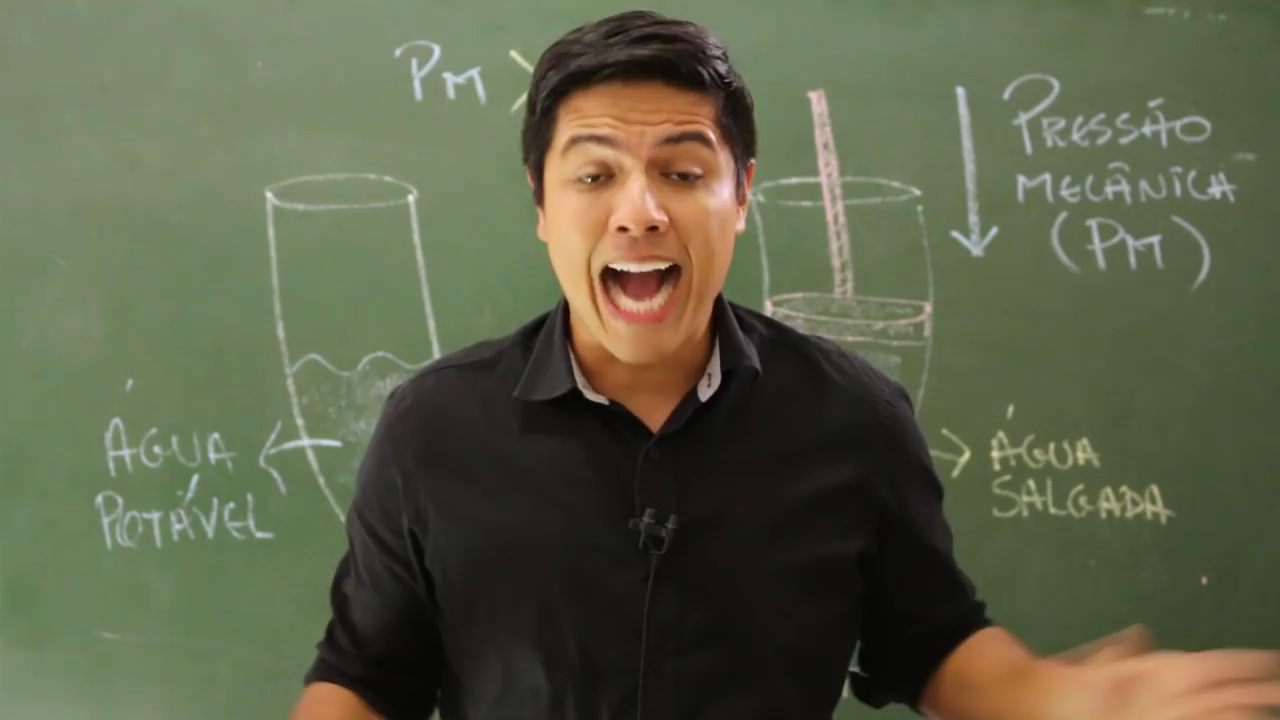 PM >
PRESSÃO
MECÂNICA
(PM)
ÁGUA
POTÁVEL
ÁGUA
SALGADA